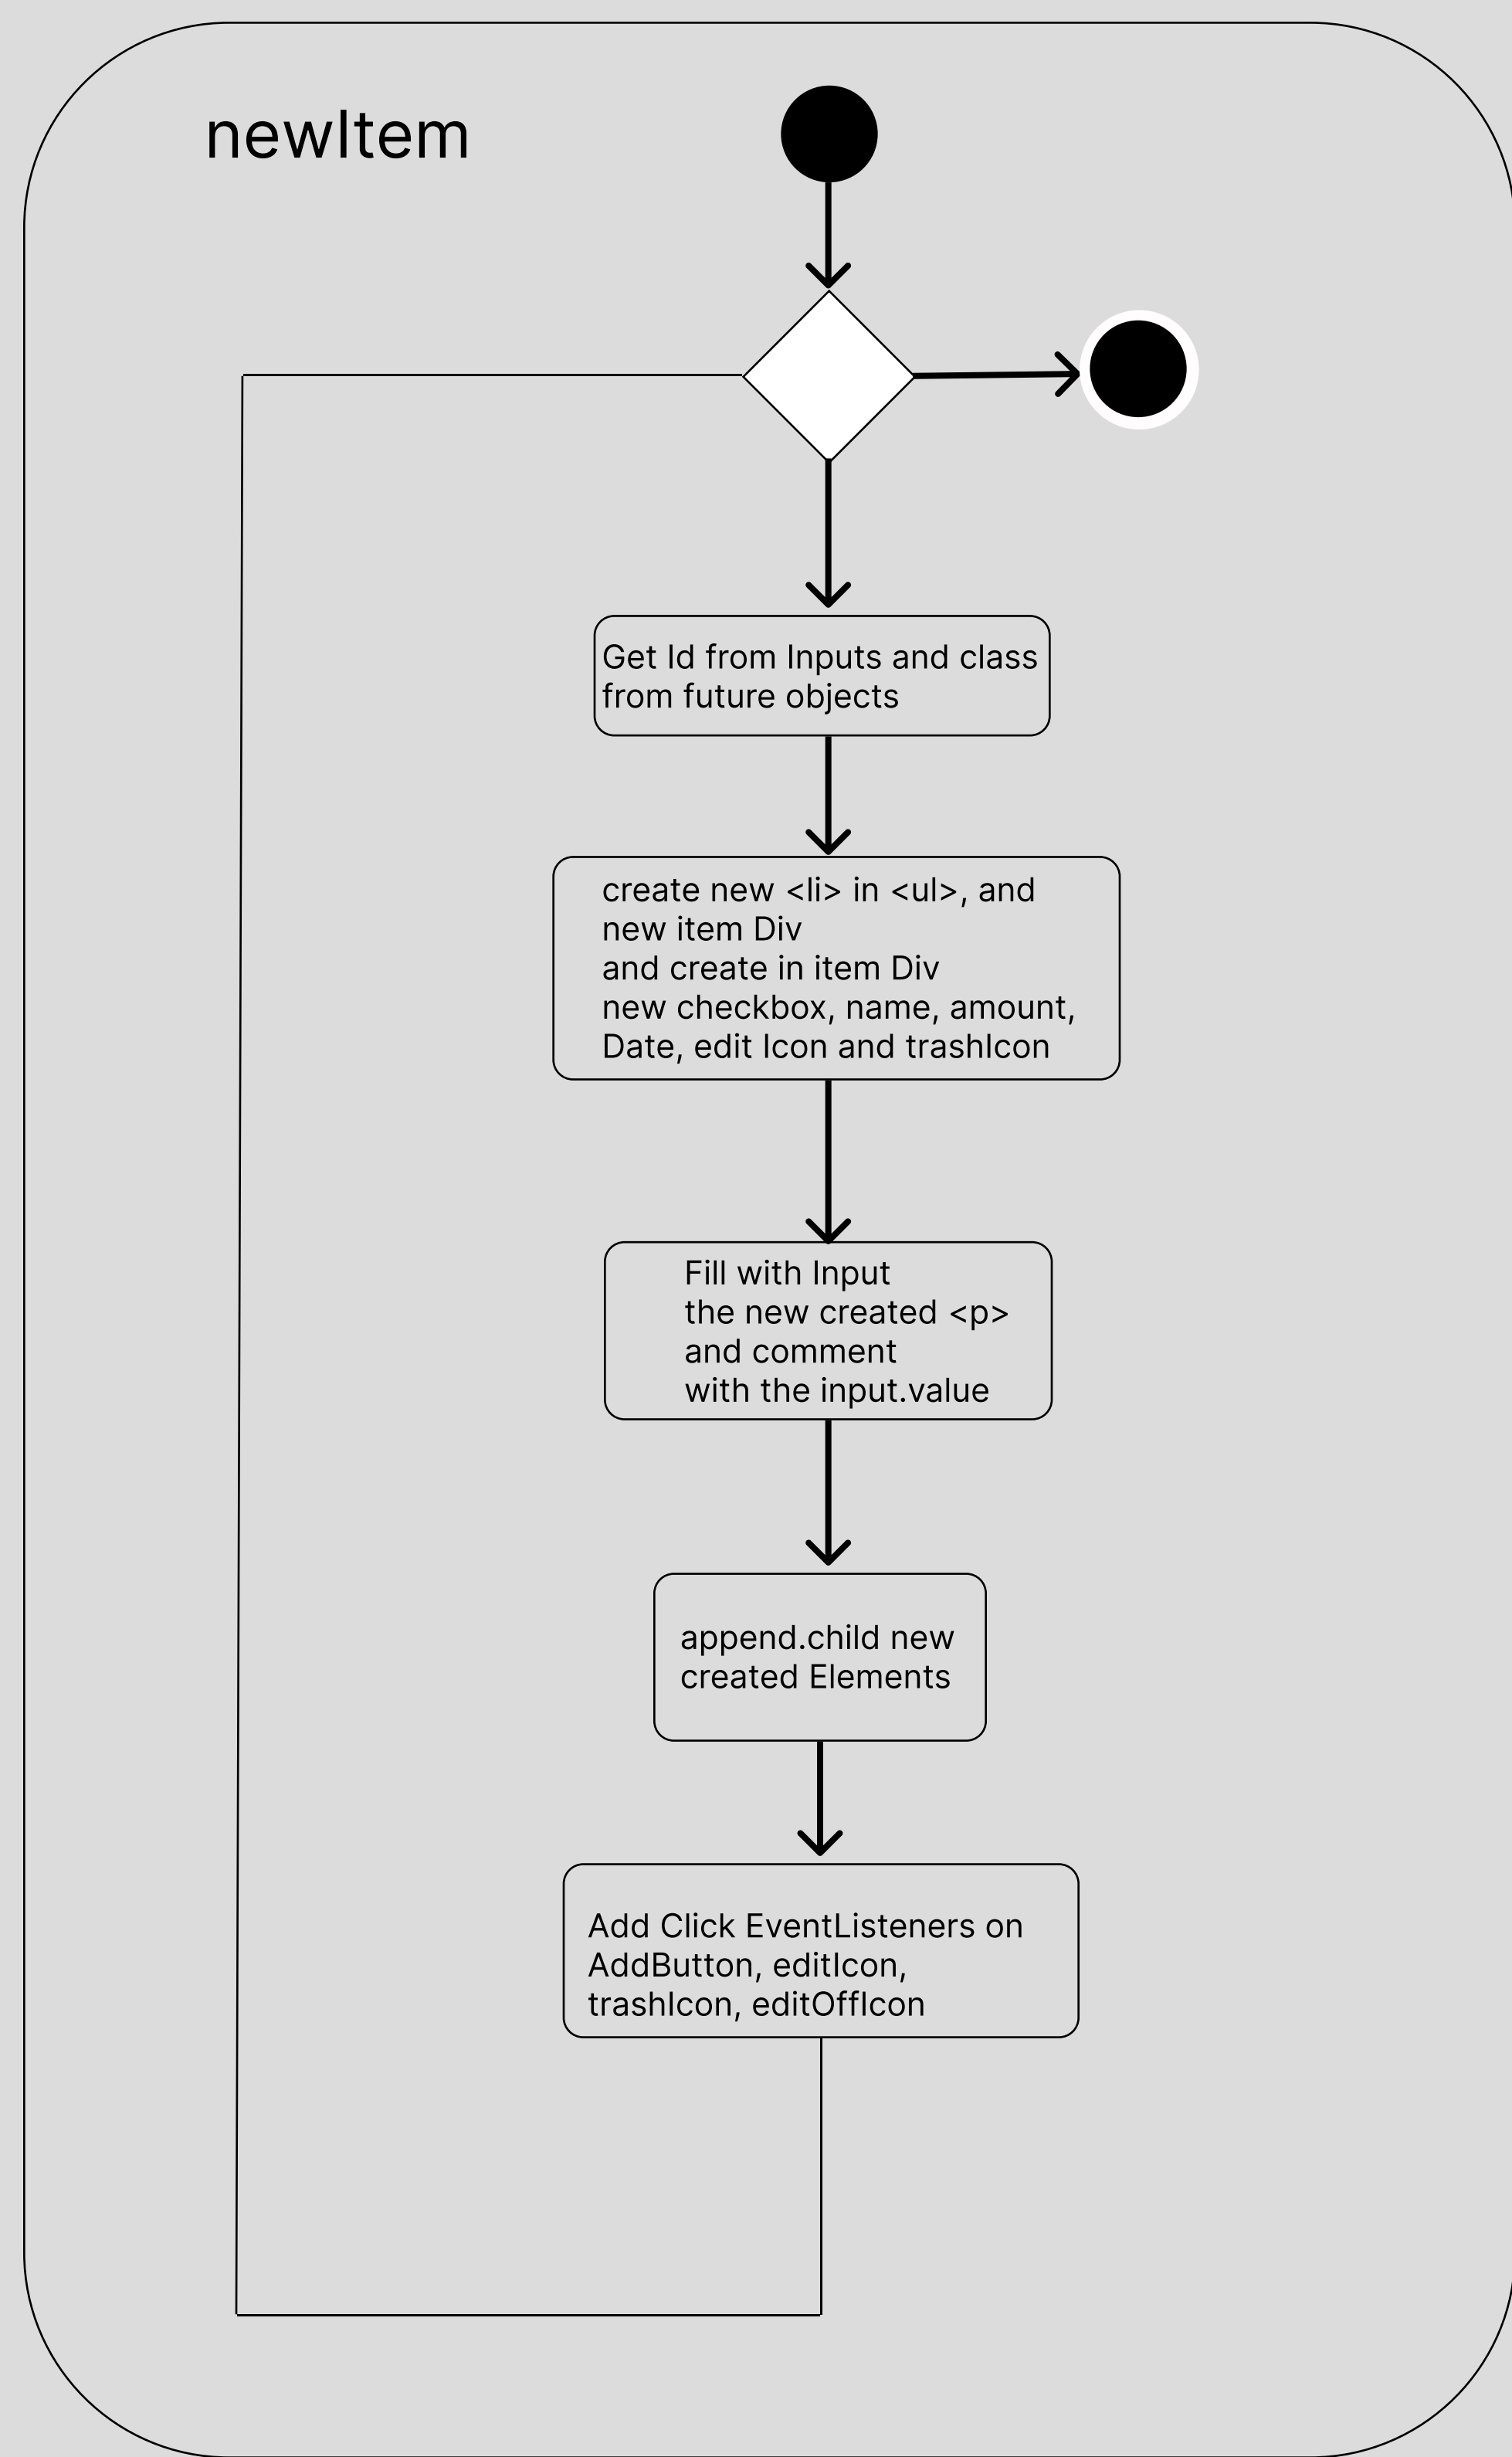 newItem
Get Id from Inputs and class
from future objects
create new <li> in <ul>, and
new item Div
and create in item Div
new checkbox, name, amount,
Date, edit Icon and trashIcon
Fill with Input
the new created <p>
and comment
with the input.value
append.child new
created Elements
Add Click EventListeners on
AddButton, editIcon,
trashIcon, editOffIcon